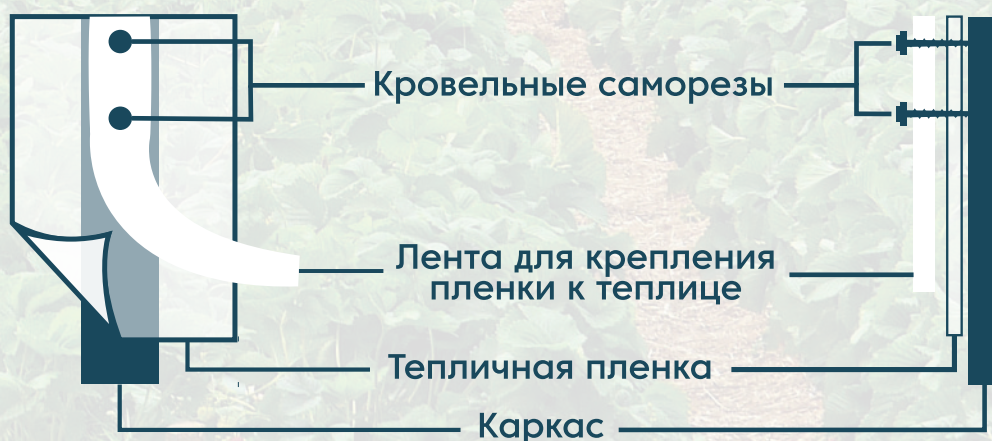 Кровельные саморезы
Лента для крепления
пленки к теплице
Тепличная пленка
Каркас